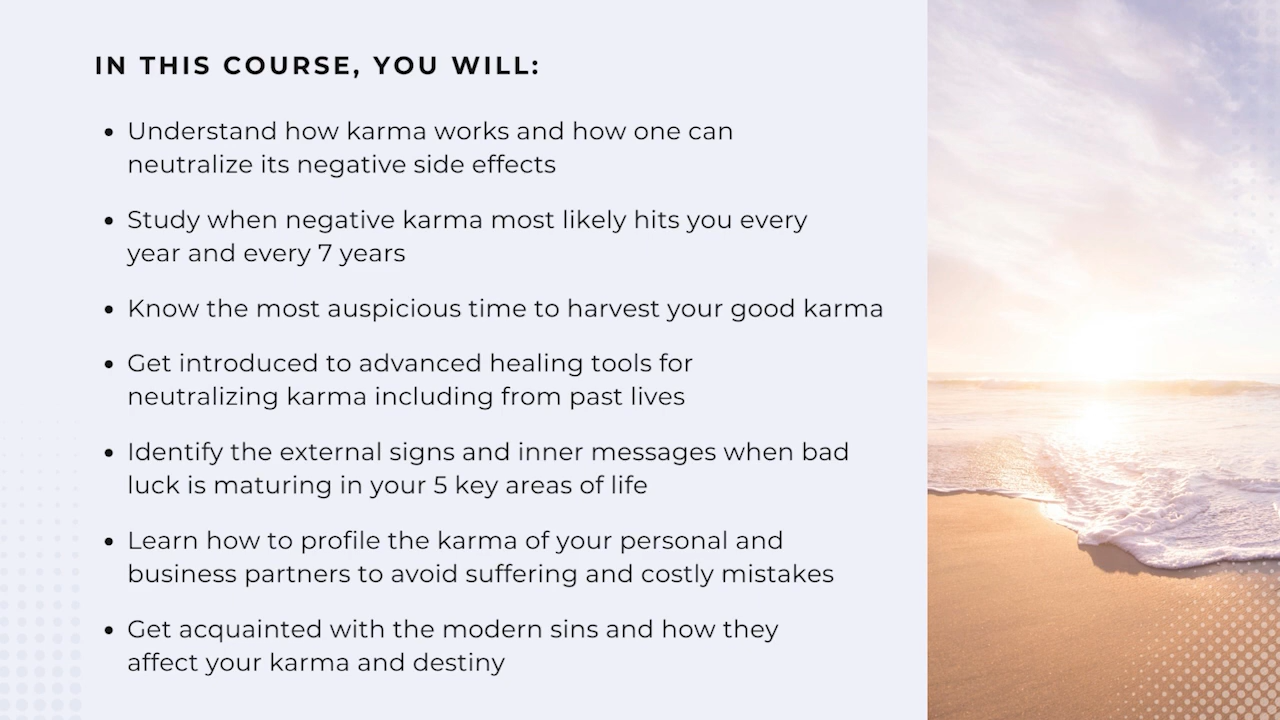 IN THIS COURSE, YOU WILL:
• Understand how karma works and how one can
neutralize its negative side effects
• Study when negative karma most likely hits you every
year and every 7 years
• Know the most auspicious time to harvest your good karma
• Get introduced to advanced healing tools for
neutralizing karma including from past lives
• Identify the external signs and inner messages when bad
luck is maturing in your 5 key areas of life
• Learn how to profile the karma of your personal and
business partners to avoid suffering and costly mistakes
• Get acquainted with the modern sins and how they
affect your karma and destiny